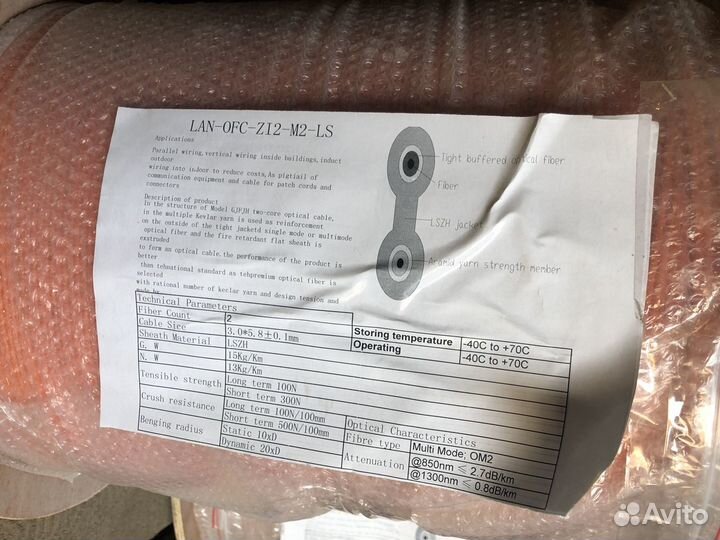 LAN-OFC-ZI2-M2-LS
Applications
Parallel wiring,vertical wiring inside buildings,induct
outdoor
wiring into indoor to reduce costs,As pigtiail of
communication equipment and cable for patch cords and
connectors
Description of product
In the structure of Model GJFJH two-core optical cable,
in the multiple Kevlar yarn is used as reinforcement
on the outside of the tight jacketd single mode or multimode
optical fiber and the fire retardant flat sheath is
exstruded
to form an optical cable.the performance of the product is
better
than tehnational standard as tehpremium optical fiber is
selected
with rational number of keclar yarn and design tension and
made by
Tight buffered optical fiber
Fiber
LSZH jacket
Aramid yarn strength member
Technical Parameters
Fiber Count 2
Cable Size 3.0*5.8±0.1mm
Sheath Material LSZH
G. W 15Kg/Km
N. W 13Kg/Km
Tensible strength Long term 100N
Short term 300N
Crush resistance Long term 100N/100mm
Short term 500N/100mm
Benging radius Static 10xD
Dynamic 20xD
Storing temperature -40C to +70C
Operating -40C to +70C
Optical Characteristics
Fibre type Multi Mode; OM2
Attenuation @850nm ≤ 2.7dB/km
@1300nm ≤ 0.8dB/km
Avito